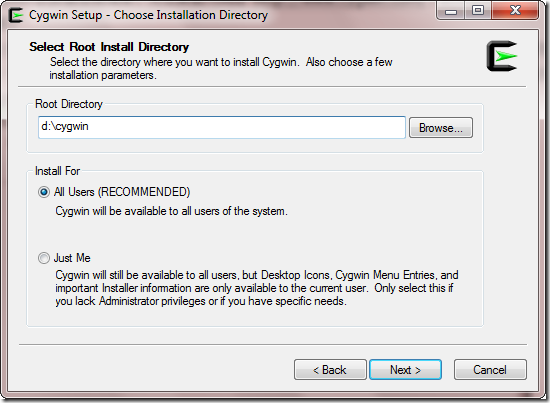 Cygwin Setup - Choose Installation Directory
Select Root Install Directory
Select the directory where you want to install Cygwin. Also choose a few
installation parameters.
Root Directory
d:\cygwin
Browse...
Install For
All Users (RECOMMENDED)
Cygwin will be available to all users of the system.
Just Me
Cygwin will still be available to all users, but Desktop Icons, Cygwin Menu Entries, and
important Installer information are only available to the current user. Only select this if
you lack Administrator privileges or if you have specific needs.
< Back
Next >
Cancel